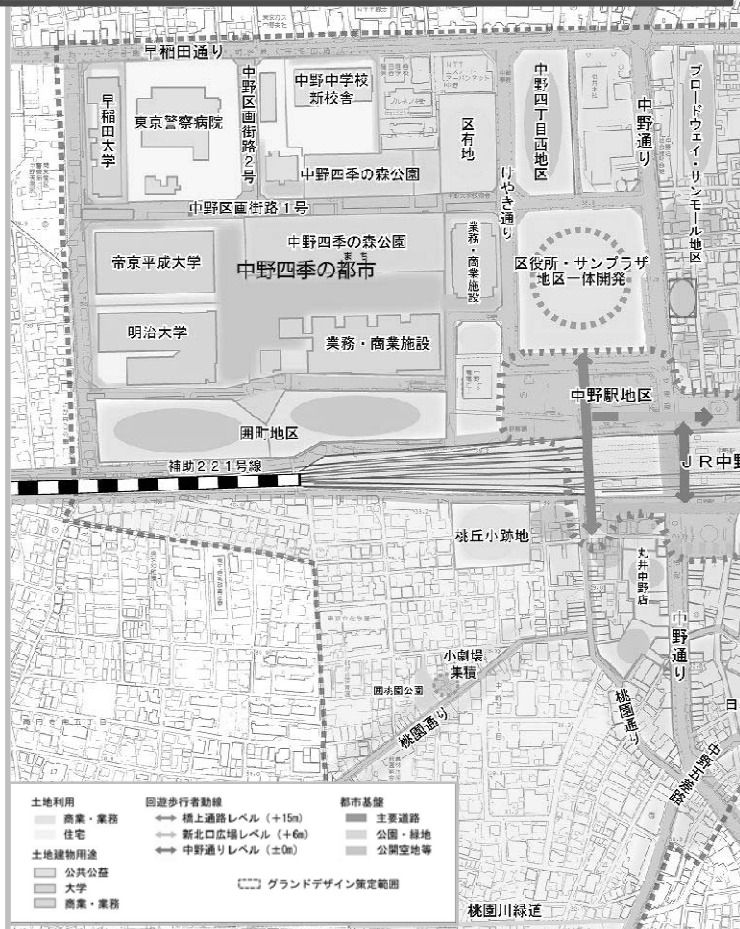 早稲田通り
早稲田大学
東京警察病院
中野区画街路2号
中野中学校
新校舎
区有地
中野四丁目西地区
中野通り
ブロードウェイ・サンモール地区
中野四季の森公園
けやき通り
中野区画街路1号
帝京平成大学
中野四季の森公園
まち
中野四季の都市
業務・商業施設
区役所・サンプラザ
地区一体開発
明治大学
業務・商業施設
囲町地区
中野駅地区
補助221号線
JR中野
桃丘小跡地
丸井中野店
中野通り
小劇場
集積
囲桃園公園
桃園通り
桃園通り
中野五差路
日
桃園川緑道
土地利用
商業・業務
住宅
土地建物用途
公共公益
大学
商業・業務
回遊歩行者動線
橋上通路レベル（+15m）
新北口広場レベル（+6m）
中野通りレベル（±0m）
都市基盤
主要道路
公園・緑地
公開空地等
グランドデザイン策定範囲